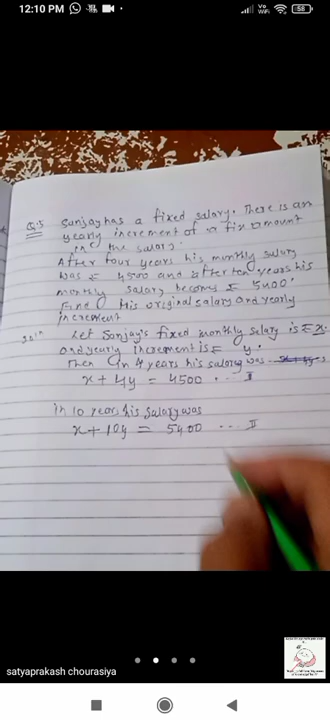 12:10 PM
Vo
WiFi
58
Q.5 Sanjay has a fixed salary. There is an
yearly increment of a fix amount
in the salary.
After four years his monthly salary
was ₹ 4500 and after ten years his
monthly salary becomes ₹ 5400.
Find His original salary and yearly
increment
Let Sanjay's fixed monthly salary is ₹ x.
and yearly increment is ₹ y.
Then in 4 years his salary was
x + 4y = 4500 ... I
In 10 years his salary was
x + 10y = 5400 ... II
satyaprakash chourasiya